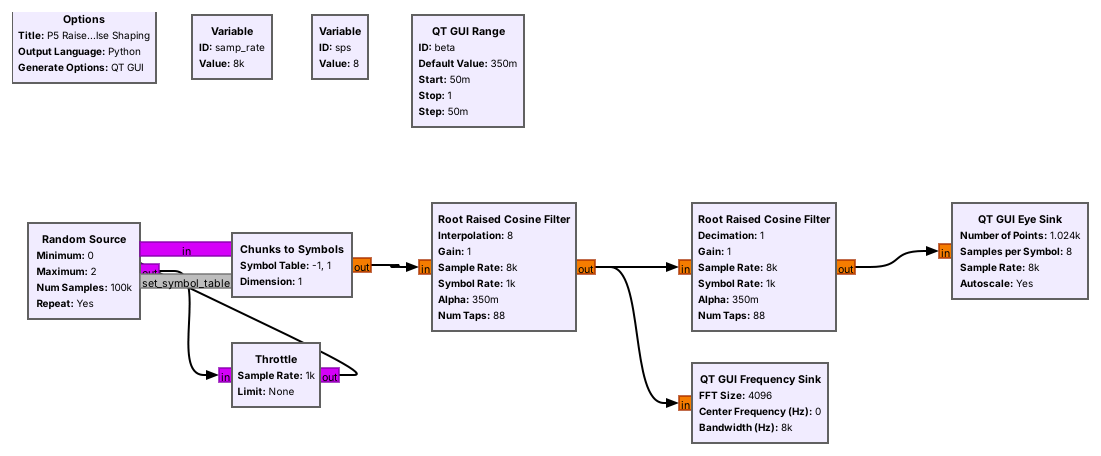 Options
Title: P5 Raise...lse Shaping
Output Language: Python
Generate Options: QT GUI
Variable
ID: samp_rate
Value: 8k
Variable
ID: sps
Value: 8
QT GUI Range
ID: beta
Default Value: 350m
Start: 50m
Stop: 1
Step: 50m
Random Source
Minimum: 0
Maximum: 2
Num Samples: 100k
Repeat: Yes
out
in
set_symbol_table
Chunks to Symbols
Symbol Table: -1, 1
Dimension: 1
out
in
Throttle
Sample Rate: 1k
Limit: None
out
in
Root Raised Cosine Filter
Interpolation: 8
Gain: 1
Sample Rate: 8k
Symbol Rate: 1k
Alpha: 350m
Num Taps: 88
out
in
Root Raised Cosine Filter
Decimation: 1
Gain: 1
Sample Rate: 8k
Symbol Rate: 1k
Alpha: 350m
Num Taps: 88
out
in
QT GUI Eye Sink
Number of Points: 1.024k
Samples per Symbol: 8
Sample Rate: 8k
Autoscale: Yes
in
QT GUI Frequency Sink
FFT Size: 4096
Center Frequency (Hz): 0
Bandwidth (Hz): 8k